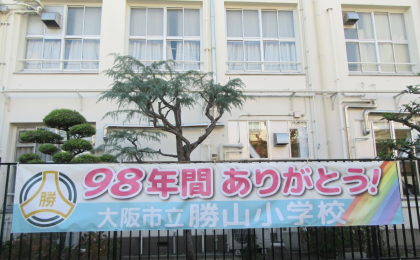 98年間 ありがとう!
勝
大阪市立 勝山小学校